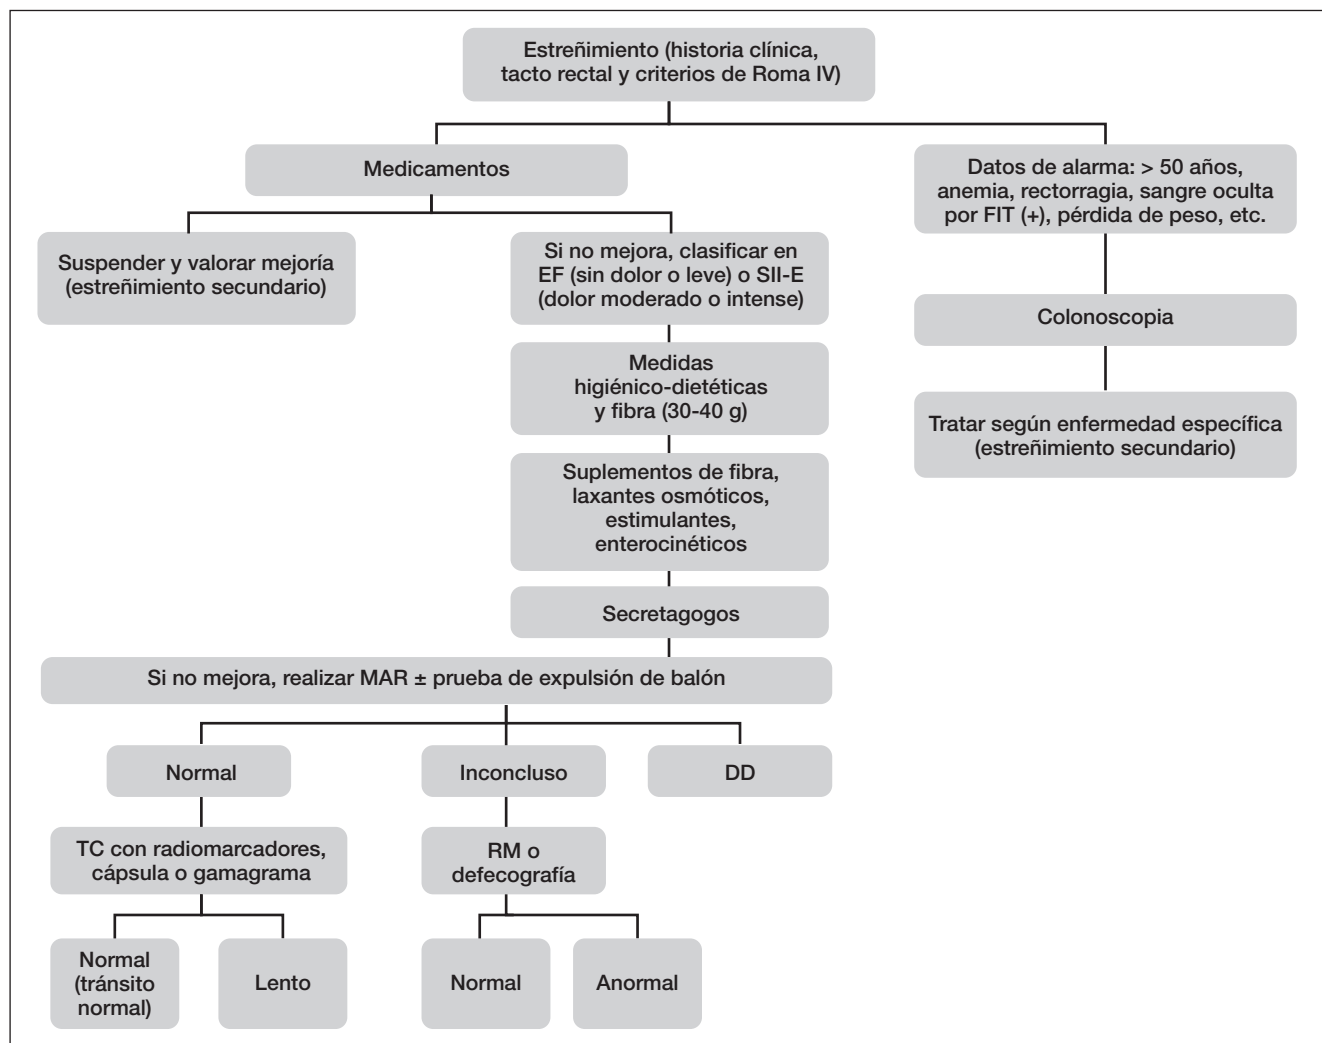 Estreñimiento (historia clínica,
tacto rectal y criterios de Roma IV)
Medicamentos
Datos de alarma: > 50 años,
anemia, rectorragia, sangre oculta
por FIT (+), pérdida de peso, etc.
Suspender y valorar mejoría
(estreñimiento secundario)
Si no mejora, clasificar en
EF (sin dolor o leve) o SII-E
(dolor moderado o intense)
Colonoscopia
Medidas
higiénico-dietéticas
y fibra (30-40 g)
Tratar según enfermedad específica
(estreñimiento secundario)
Suplementos de fibra,
laxantes osmóticos,
estimulantes,
enterocinéticos
Secretagogos
Si no mejora, realizar MAR ± prueba de expulsión de balón
Normal
Inconcluso
DD
TC con radiomarcadores,
cápsula o gamagrama
RM o
defecografía
Normal
(tránsito
normal)
Lento
Normal
Anormal